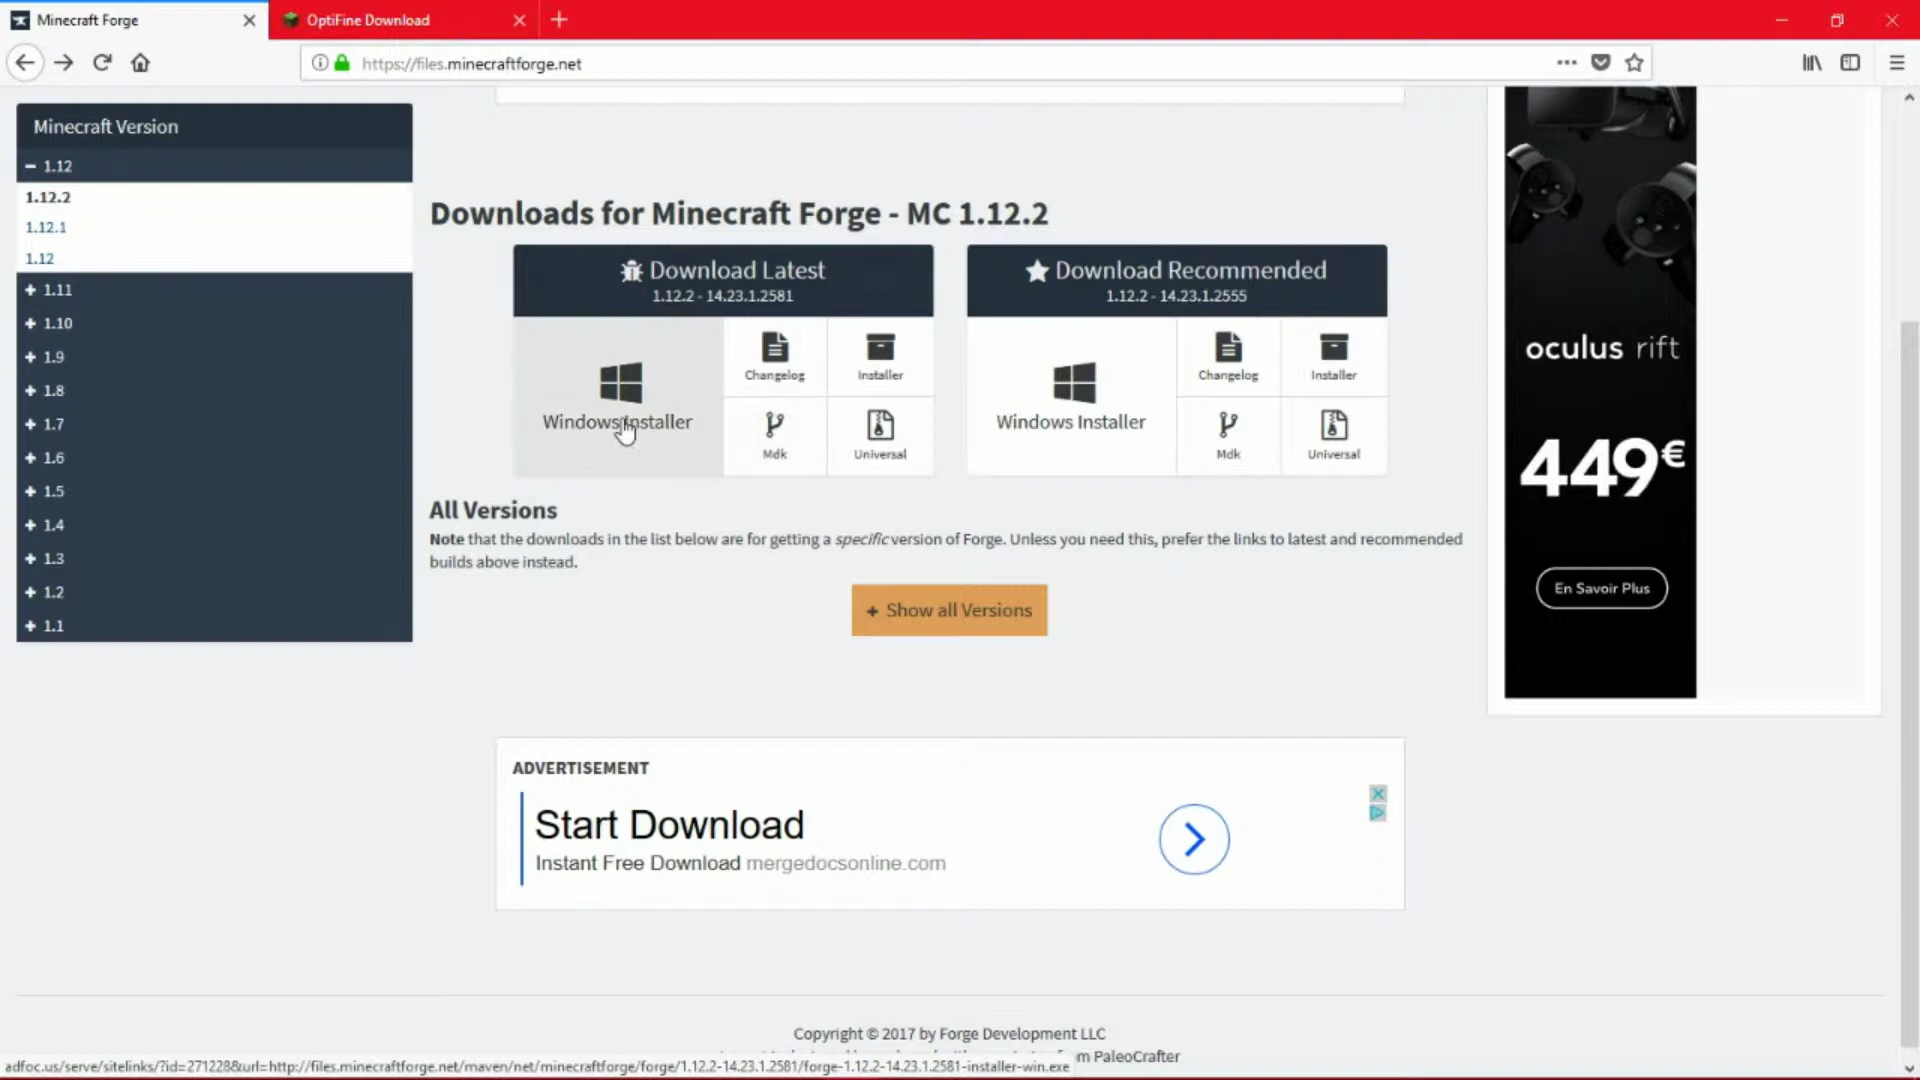 Minecraft Forge
OptiFine Download
https://files.minecraftforge.net
Minecraft Version
1.12
1.12.2
1.12.1
1.12
1.11
1.10
1.9
1.8
1.7
1.6
1.5
1.4
1.3
1.2
1.1
Downloads for Minecraft Forge - MC 1.12.2
Download Latest
1.12.2 - 14.23.1.2581
Windows Installer
Changelog
Installer
Mdk
Universal
Download Recommended
1.12.2 - 14.23.1.2555
Windows Installer
Changelog
Installer
Mdk
Universal
All Versions
Note that the downloads in the list below are for getting a specific version of Forge. Unless you need this, prefer the links to latest and recommended
builds above instead.
+ Show all Versions
oculus rift
449€
En Savoir Plus
ADVERTISEMENT
Start Download
Instant Free Download mergedocsonline.com
Copyright © 2017 by Forge Development LLC
from PaleoCrafter
adfoc.us/serve/sitelinks/?id=271228&url=http://files.minecraftforge.net/maven/net/minecraftforge/forge/1.12.2-14.23.1.2581/forge-1.12.2-14.23.1.2581-installer-win.exe